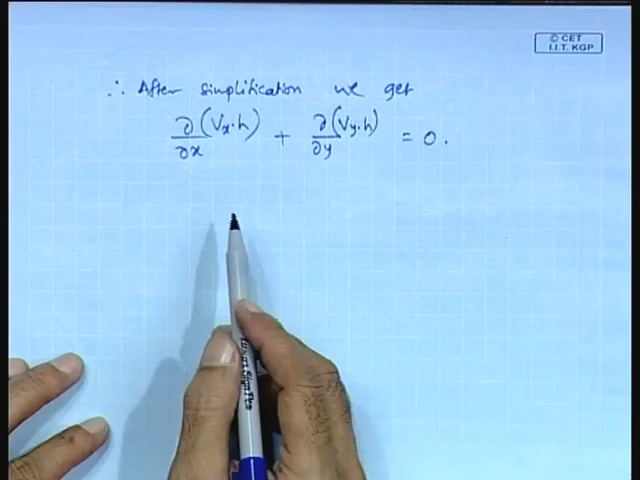 © CET
I.I.T. KGP
∴ After simplification we get
∂(Vx·h)/∂x + ∂(Vy·h)/∂y = 0.